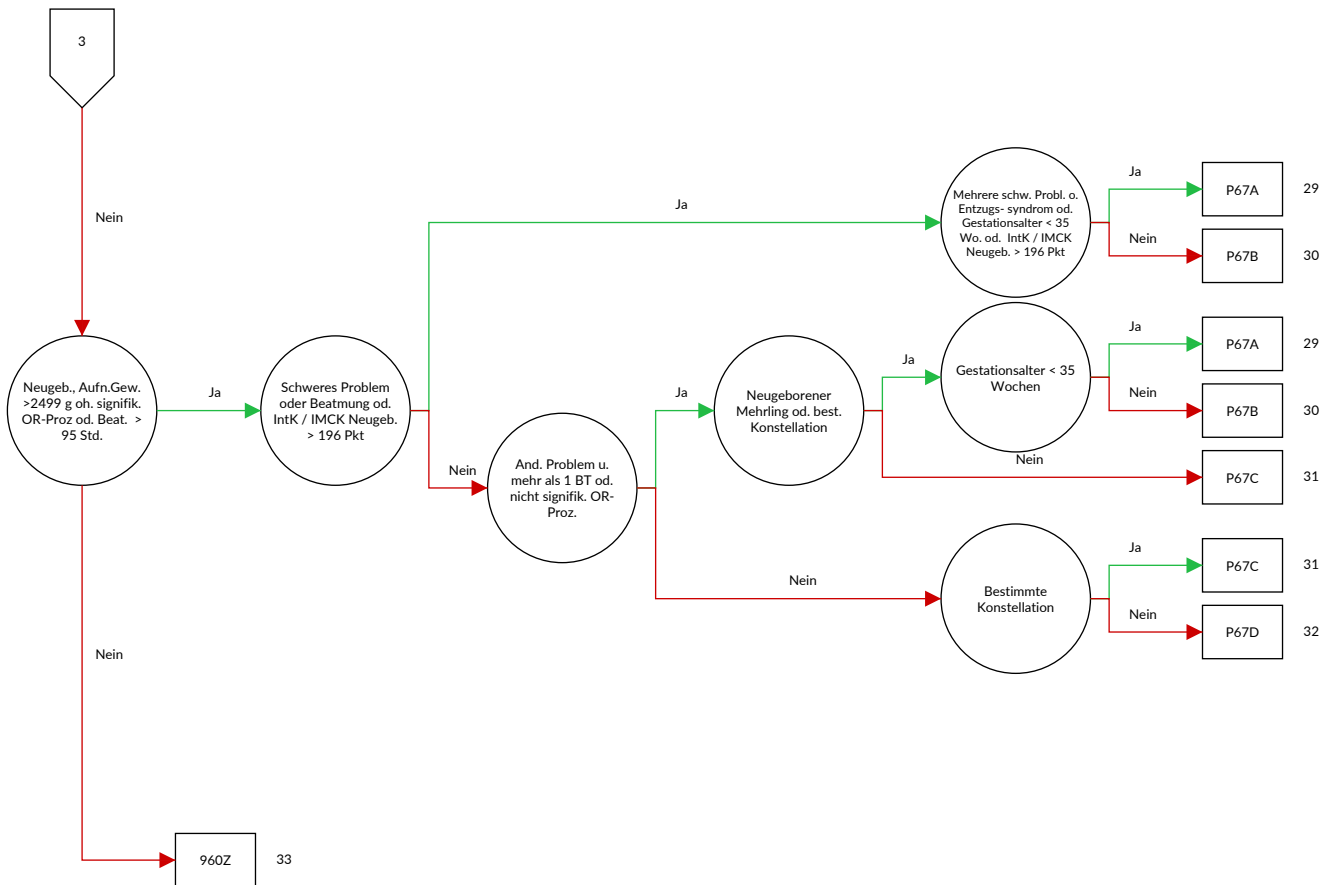 3
Nein
Neugeb., Aufn.Gew.
>2499 g oh. signifik.
OR-Proz od. Beat. >
95 Std.
Ja
Nein
Schweres Problem
oder Beatmung od.
IntK / IMCK Neugeb.
> 196 Pkt
Ja
Nein
Mehrere schw. Probl. o.
Entzugs- syndrom od.
Gestationsalter < 35
Wo. od. IntK / IMCK
Neugeb. > 196 Pkt
Ja
P67A
29
Nein
P67B
30
And. Problem u.
mehr als 1 BT od.
nicht signifik. OR-
Proz.
Ja
Nein
Neugeborener
Mehrling od. best.
Konstellation
Ja
Nein
Gestationsalter < 35
Wochen
Ja
P67A
29
Nein
P67B
30
P67C
31
Bestimmte
Konstellation
Ja
P67C
31
Nein
P67D
32
960Z
33